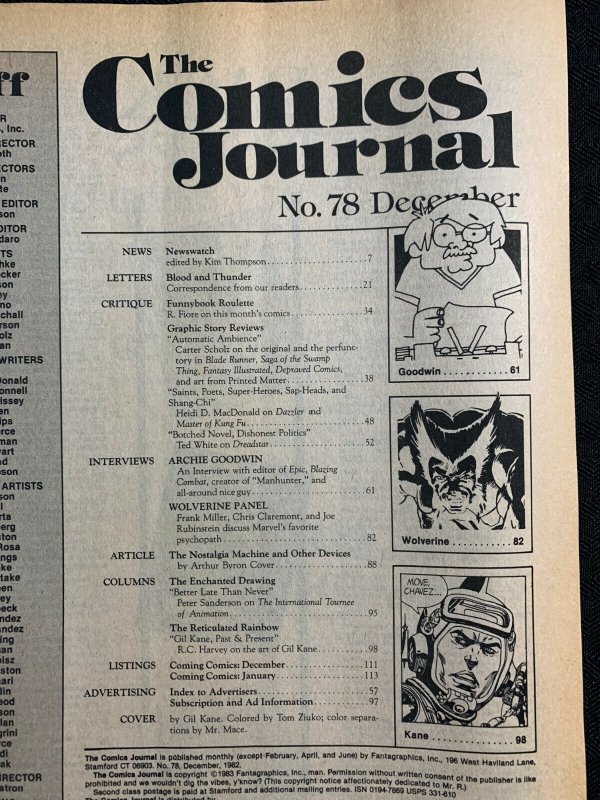 The
Comics
Journal
No. 78 December
NEWS Newswatch
edited by Kim Thompson 7
LETTERS Blood and Thunder
Correspondence from our readers 21
CRITIQUE Funnybook Roulette
R. Fiore on this month's comics 34
Graphic Story Reviews
"Automatic Ambience"
Carter Scholz on the original and the perfunc-
tory in Blade Runner, Saga of the Swamp
Thing, Fantasy Illustrated, Depraved Comics,
and art from Printed Matter 38
"Saints, Poets, Super-Heroes, Sap-Heads, and
Shang-Chi"
Heidi D. MacDonald on Dazzler and
Master of Kung Fu 48
"Botched Novel, Dishonest Politics"
Ted White on Dreadstar 52
INTERVIEWS ARCHIE GOODWIN
An Interview with editor of Epic, Blazing
Combat, creator of "Manhunter," and
all-around nice guy 61
WOLVERINE PANEL
Frank Miller, Chris Claremont, and Joe
Rubinstein discuss Marvel's favorite
psychopath 82
ARTICLE The Nostalgia Machine and Other Devices
by Arthur Byron Cover 88
COLUMNS The Enchanted Drawing
"Better Late Than Never"
Peter Sanderson on The International Tournee
of Animation 95
The Reticulated Rainbow
"Gil Kane, Past & Present"
R.C. Harvey on the art of Gil Kane 98
LISTINGS Coming Comics: December 111
Coming Comics: January 113
ADVERTISING Index to Advertisers 57
Subscription and Ad Information 97
COVER by Gil Kane. Colored by Tom Ziuko; color separa-
tions by Mr. Mace.
Goodwin 61
Wolverine 82
MOVE,
CHAVEZ...
Kane 98
The Comics Journal is published monthly (except February, April, and June) by Fantagraphics, Inc., 196 West Haviland Lane,
Stamford CT 06903. No. 78, December, 1982.
The Comics Journal is copyright ©1983 Fantagraphics, Inc., man. Permission without written consent of the publisher is like
prohibited and we wouldn't dig the vibes, y'know? (This copyright notice affectionately dedicated to Mr. R.)
Second class postage is paid at Stamford and additional entries. ISN 0194-7869 USPS 331-610
The Comics Journal is distributed by